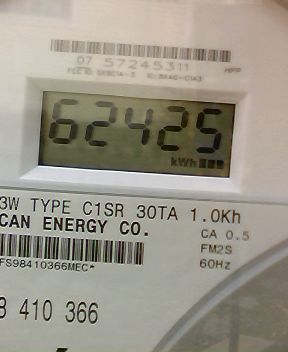 07 57245311
62425
kWh
3W TYPE C1SR 30TA 1.0Kh
CAN ENERGY CO.
CA 0.5
FM2S
60Hz
FS98410366MEC*
8 410 366